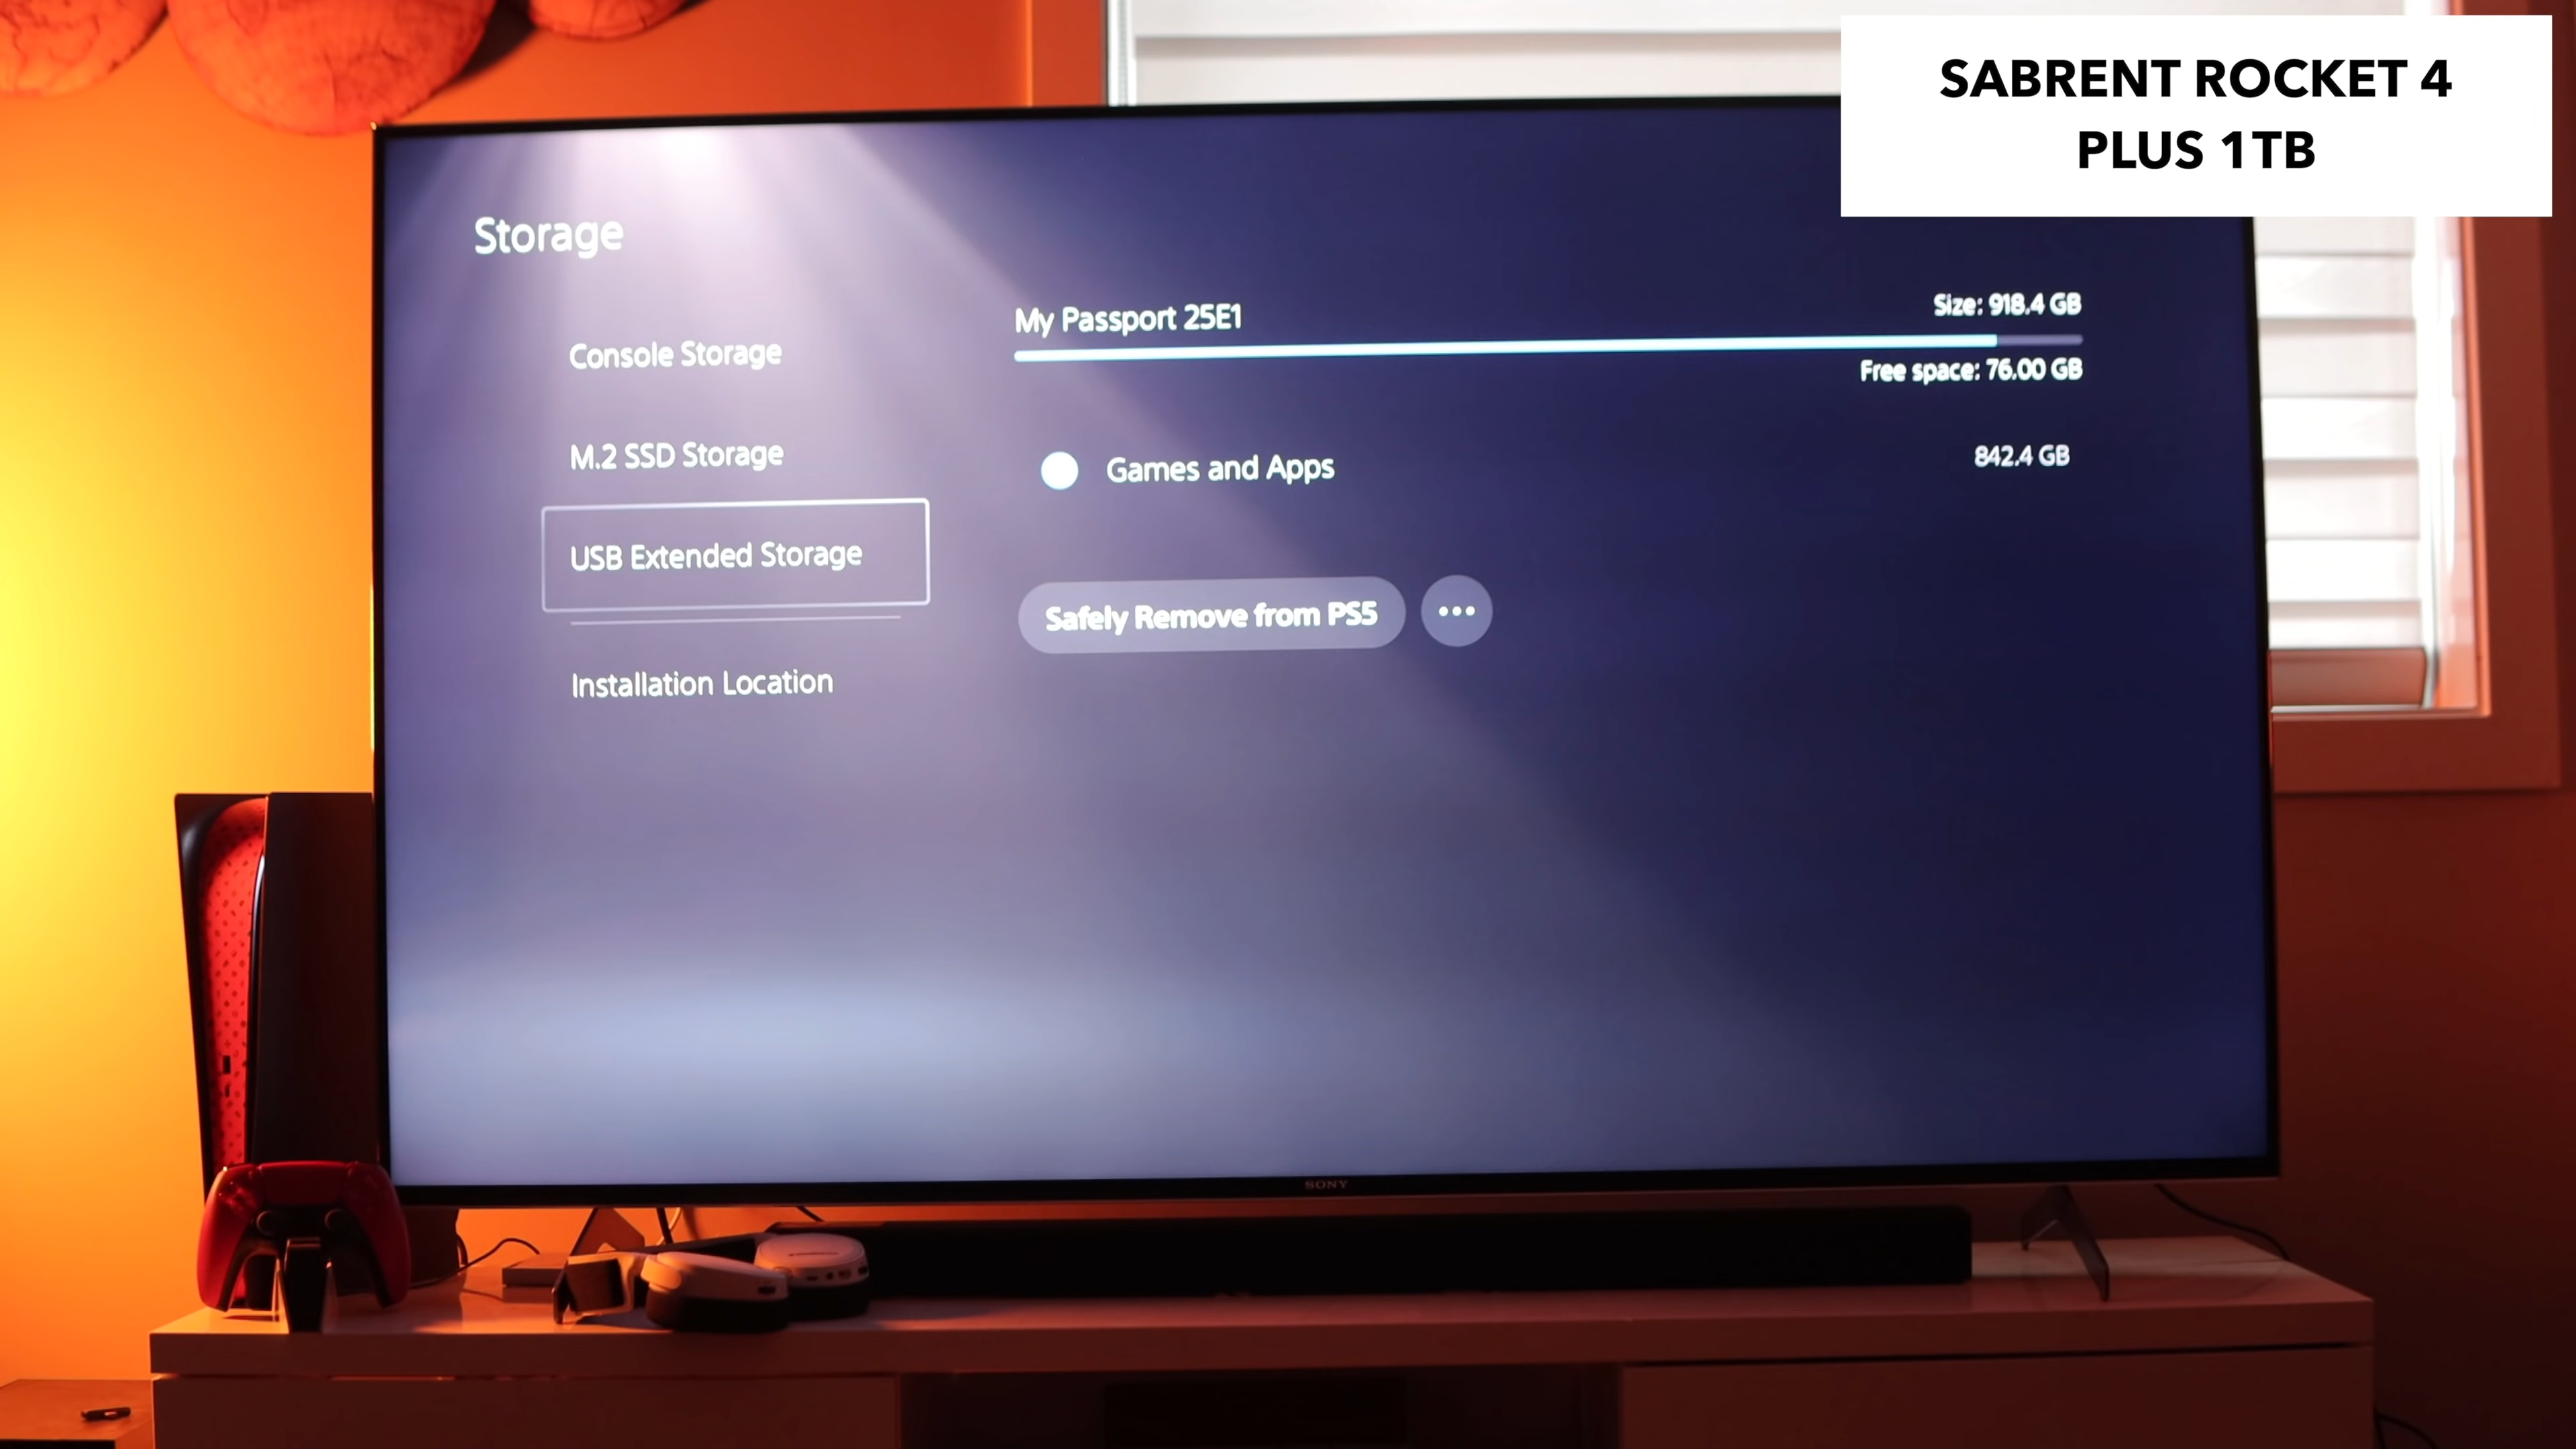 SABRENT ROCKET 4
PLUS 1TB
Storage
Console Storage
M.2 SSD Storage
USB Extended Storage
Installation Location
My Passport 25E1
Size: 918.4 GB
Free space: 76.00 GB
Games and Apps
842.4 GB
Safely Remove from PS5
SONY